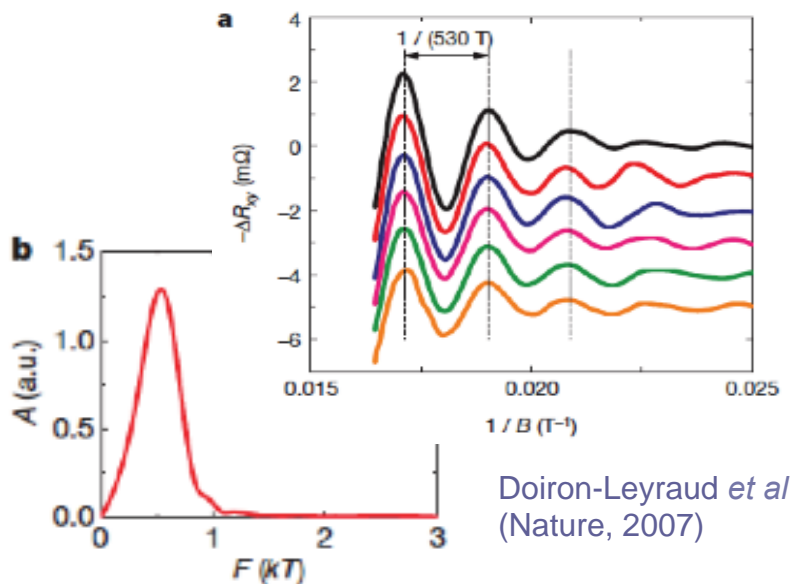 a
1 / (530 T)
4
2
0
−2
−4
−6
−ΔRxy (mΩ)
0.015
0.020
0.025
1 / B (T⁻¹)
b
1.5
1.0
0.5
0.0
A (a.u.)
0
1
2
3
F (kT)
Doiron-Leyraud et al
(Nature, 2007)